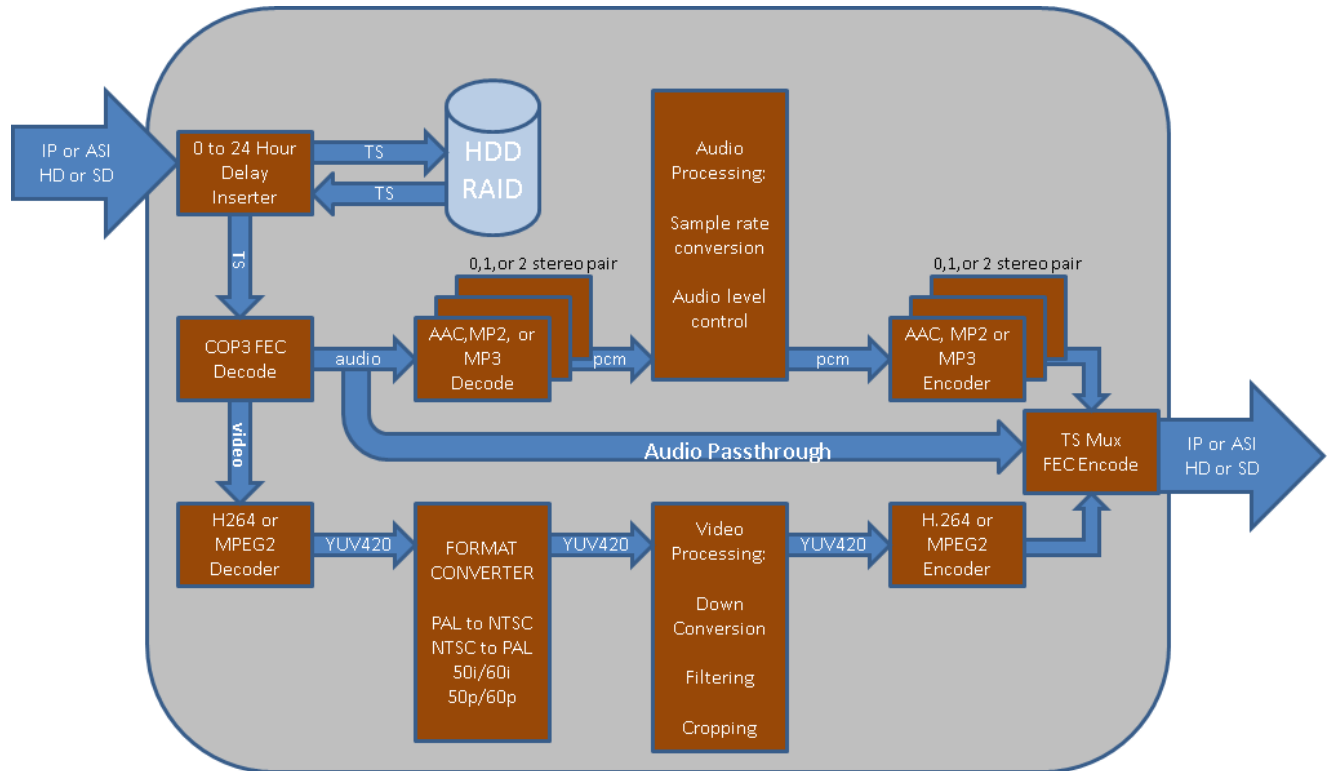 IP or ASI
HD or SD
0 to 24 Hour
Delay
Inserter
TS
TS
HDD
RAID
TS
COP3 FEC
Decode
audio
0,1,or 2 stereo pair
AAC,MP2, or
MP3
Decode
pcm
Audio
Processing:
Sample rate
conversion
Audio level
control
pcm
0,1,or 2 stereo pair
AAC, MP2 or
MP3
Encoder
Audio Passthrough
TS Mux
FEC Encode
IP or ASI
HD or SD
video
H264 or
MPEG2
Decoder
YUV420
FORMAT
CONVERTER
PAL to NTSC
NTSC to PAL
50i/60i
50p/60p
YUV420
Video
Processing:
Down
Conversion
Filtering
Cropping
YUV420
H.264 or
MPEG2
Encoder